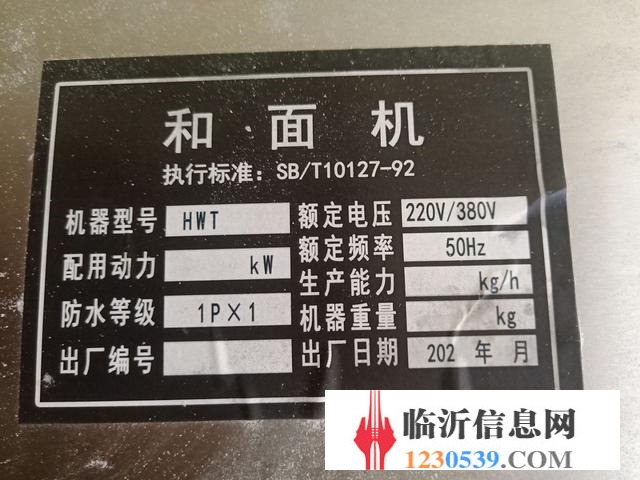 和面机
执行标准：SB/T10127-92
机器型号 HWT 额定电压 220V/380V
配用动力 kW 额定频率 50Hz
防水等级 1P×1 生产能力 kg/h
出厂编号 机器重量 kg
出厂日期 202 年 月
临沂信息网
1230539.COM